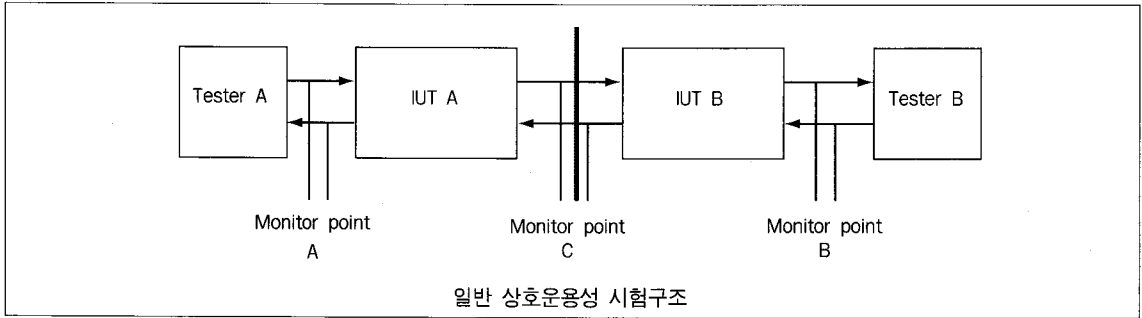 Tester A
IUT A
IUT B
Tester B
Monitor point
A
Monitor point
C
Monitor point
B
일반 상호운용성 시험구조